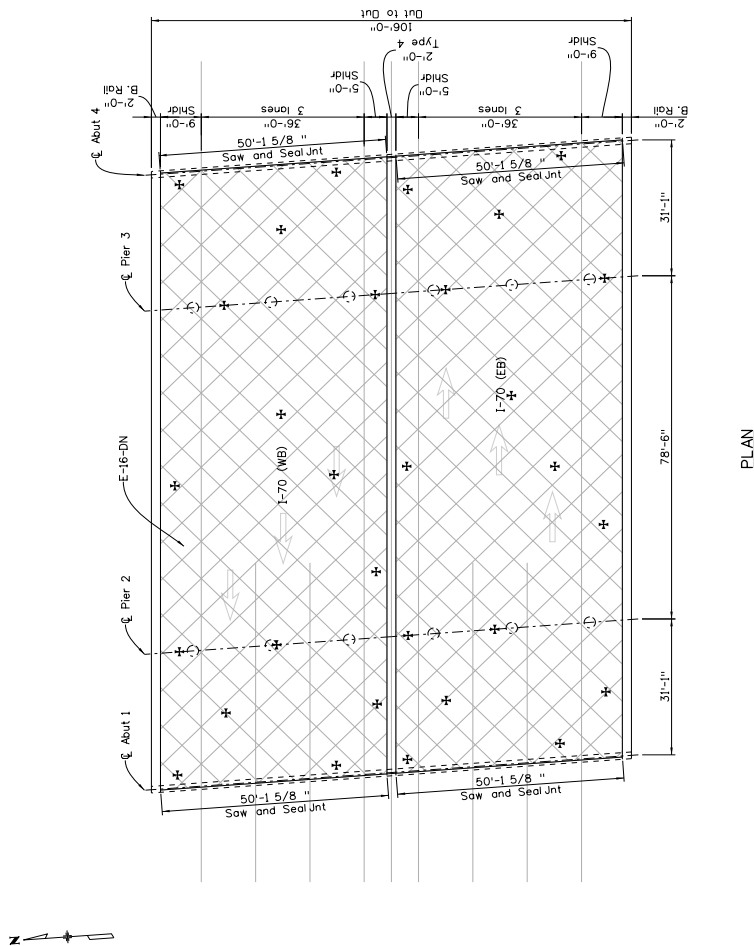 106'-0"
Out to Out
2'-0"
B. Rail
9'-0"
Shldr
36'-0"
3 lanes
5'-0"
Shldr
2'-0"
Type 4
5'-0"
Shldr
36'-0"
3 lanes
9'-0"
Shldr
2'-0"
B. Rail
℄ Abut 4
50'-1 5/8 "
Saw and Seal Jnt
50'-1 5/8 "
Saw and Seal Jnt
31'-1"
℄ Pier 3
E-16-DN
I-70 (WB)
I-70 (EB)
78'-6"
PLAN
℄ Pier 2
℄ Abut 1
31'-1"
50'-1 5/8 "
Saw and Seal Jnt
50'-1 5/8 "
Saw and Seal Jnt
N